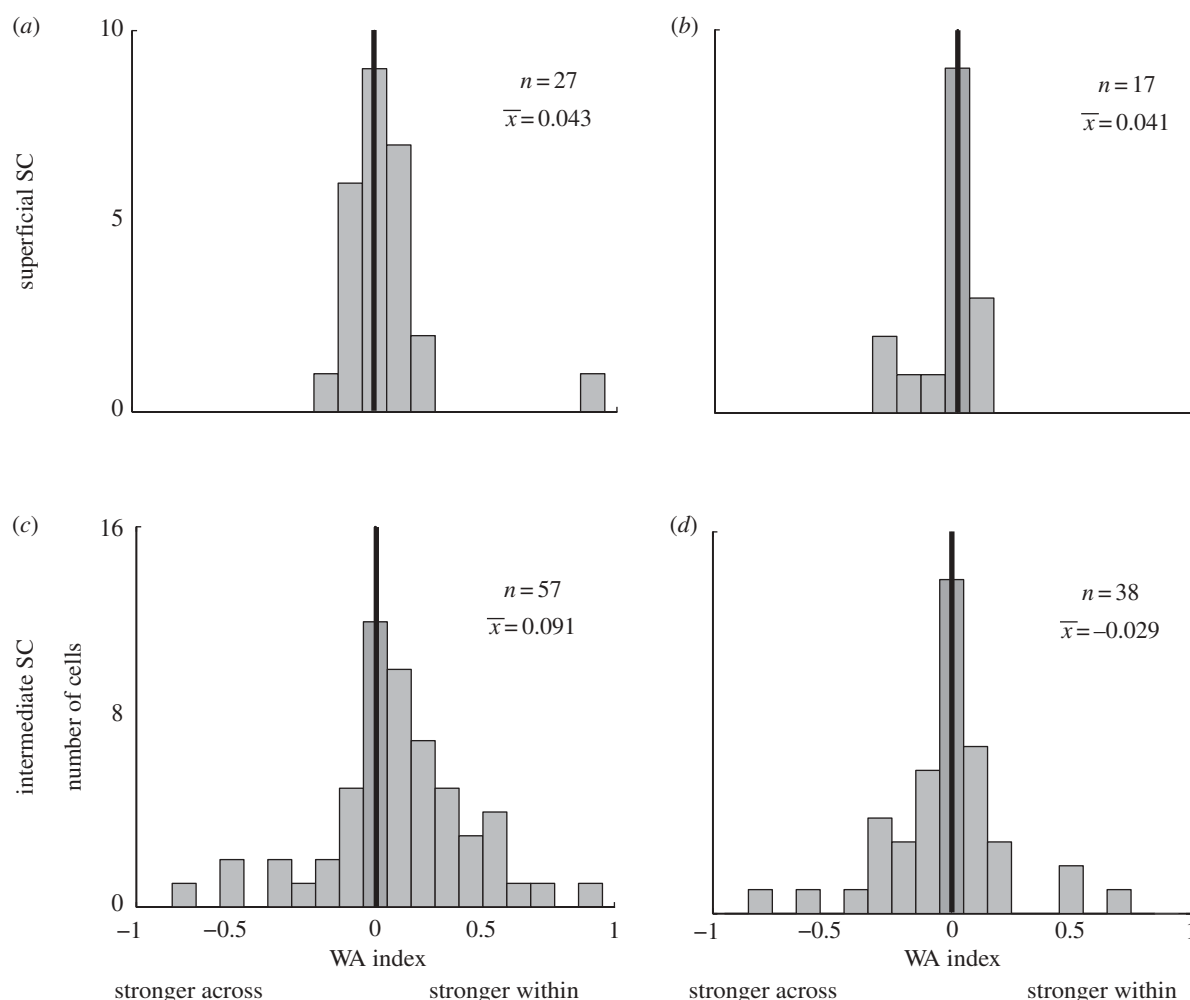 (a)
10
5
0
superficial SC
n=27
x̅=0.043
(b)
n=17
x̅=0.041
(c)
16
8
0
intermediate SC
number of cells
n=57
x̅=0.091
−1
−0.5
0
0.5
1
WA index
stronger across
stronger within
(d)
n=38
x̅=–0.029
−1
−0.5
0
0.5
1
WA index
stronger across
stronger within